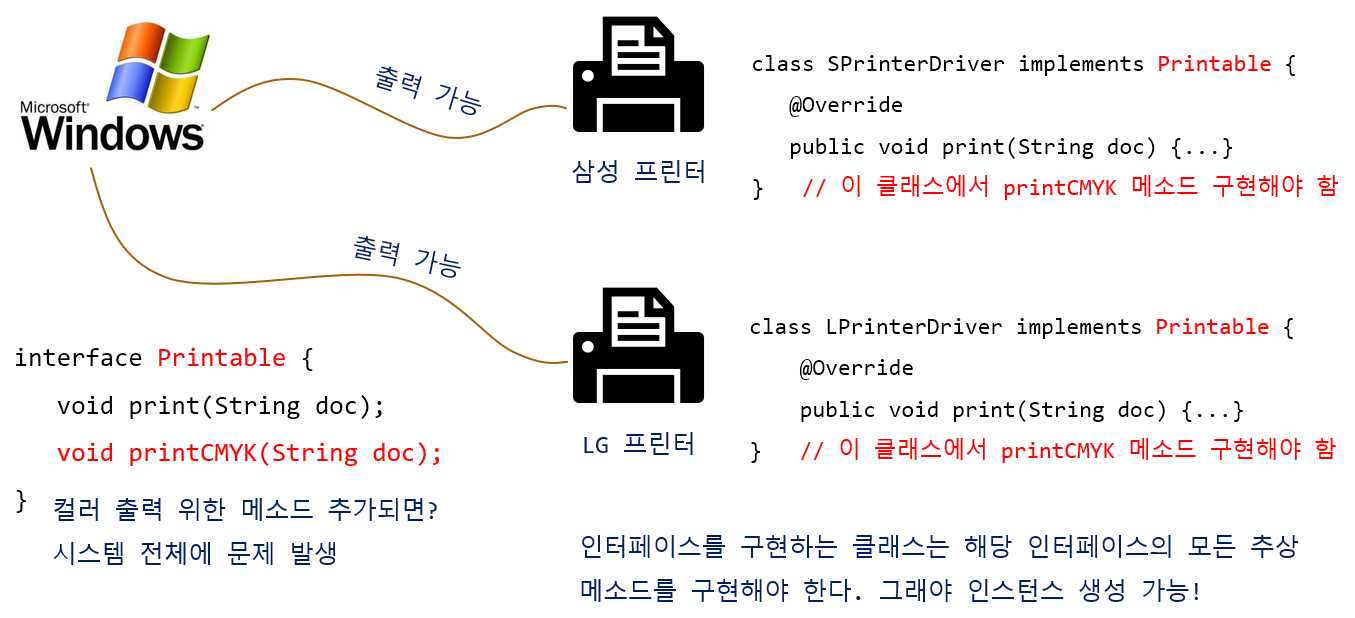 Microsoft®
Windows
출력 가능
삼성 프린터
class SPrinterDriver implements Printable {
@Override
public void print(String doc) {...}
} // 이 클래스에서 printCMYK 메소드 구현해야 함
출력 가능
LG 프린터
class LPrinterDriver implements Printable {
@Override
public void print(String doc) {...}
} // 이 클래스에서 printCMYK 메소드 구현해야 함
interface Printable {
void print(String doc);
void printCMYK(String doc);
}
컬러 출력 위한 메소드 추가되면?
시스템 전체에 문제 발생
인터페이스를 구현하는 클래스는 해당 인터페이스의 모든 추상
메소드를 구현해야 한다. 그래야 인스턴스 생성 가능!